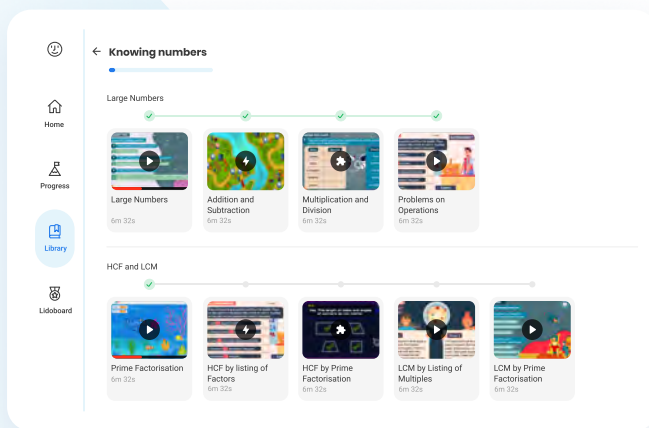 Knowing numbers
Home
Progress
Library
Lidoboard
Large Numbers
Large Numbers
6m 32s
Addition and
Subtraction
6m 32s
Multiplication and
Division
6m 32s
Problems on
Operations
6m 32s
HCF and LCM
Prime Factorisation
6m 32s
HCF by listing of
Factors
6m 32s
HCF by Prime
Factorisation
6m 32s
LCM by Listing of
Multiples
6m 32s
LCM by Prime
Factorisation
6m 32s